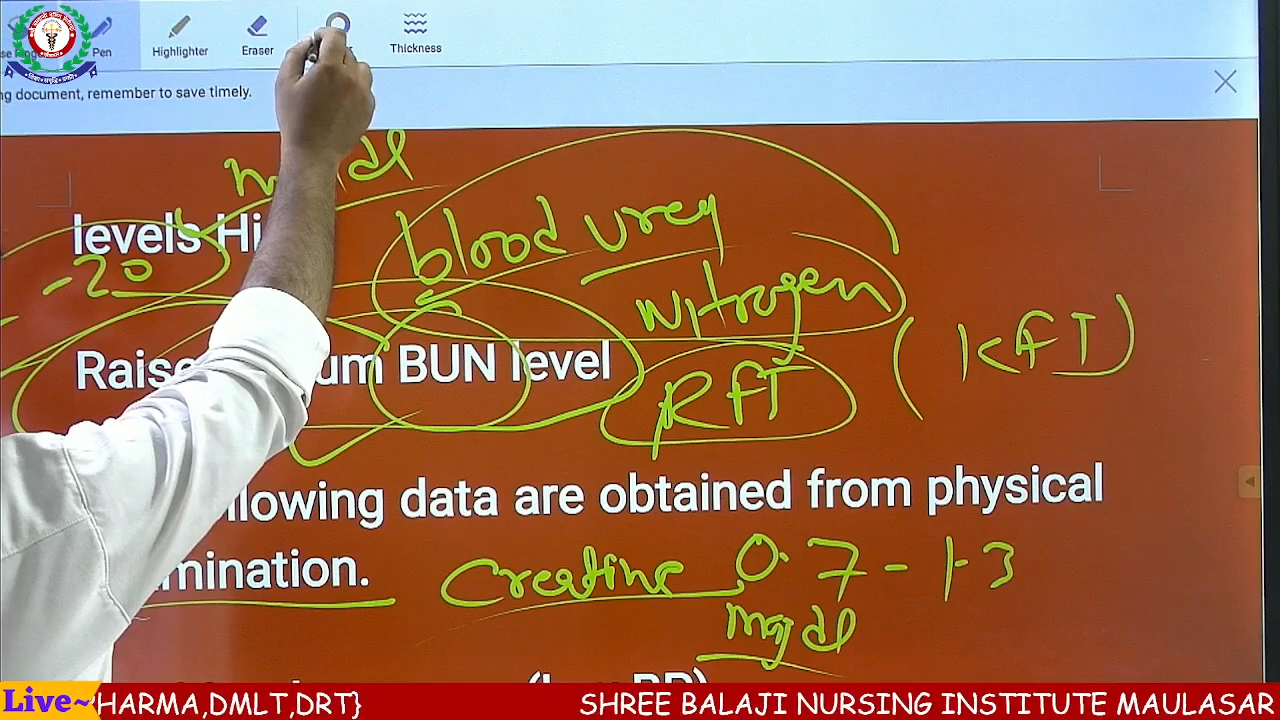 Pen Highlighter Eraser Thickness
ng document, remember to save timely.
dl
levels Hi
blood urea
-20
Nitrogen
(KFT)
Raise um BUN level
RFT
llowing data are obtained from physical
mination.
Creatine 0.7-1.3
mg dl
Live~ HARMA,DMLT,DRT} SHREE BALAJI NURSING INSTITUTE MAULASAR